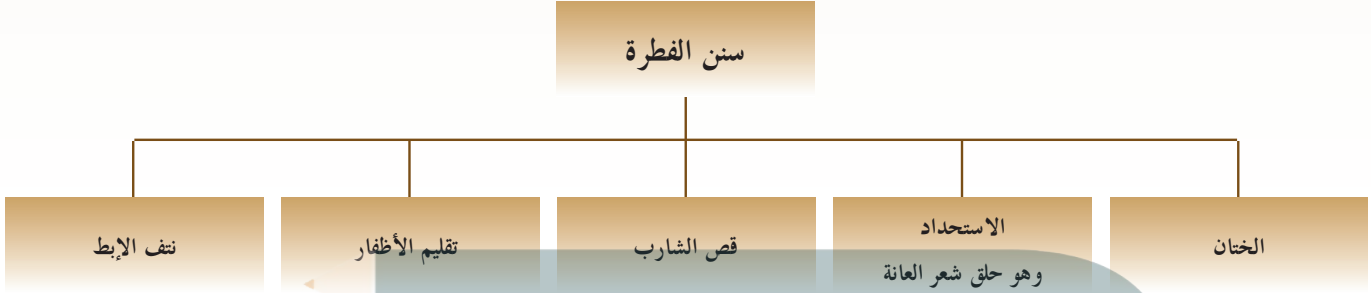 سنن الفطرة
الختان
الاستحداد
وهو حلق شعر العانة
قص الشارب
تقليم الأظفار
نتف الإبط